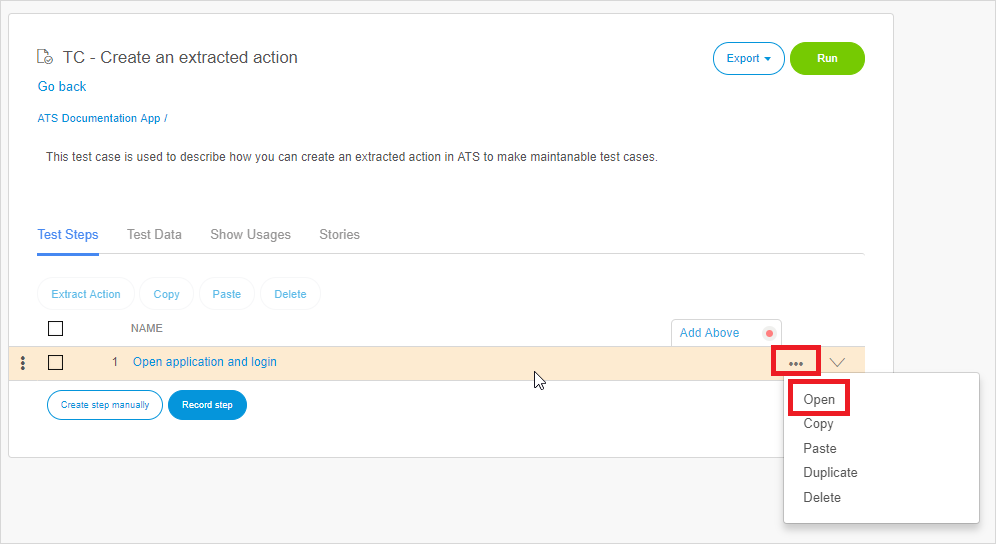 TC - Create an extracted action
Export
Run
Go back
ATS Documentation App /
This test case is used to describe how you can create an extracted action in ATS to make maintanable test cases.
Test Steps Test Data Show Usages Stories
Extract Action Copy Paste Delete
NAME
Add Above
1 Open application and login
Create step manually Record step
Open
Copy
Paste
Duplicate
Delete